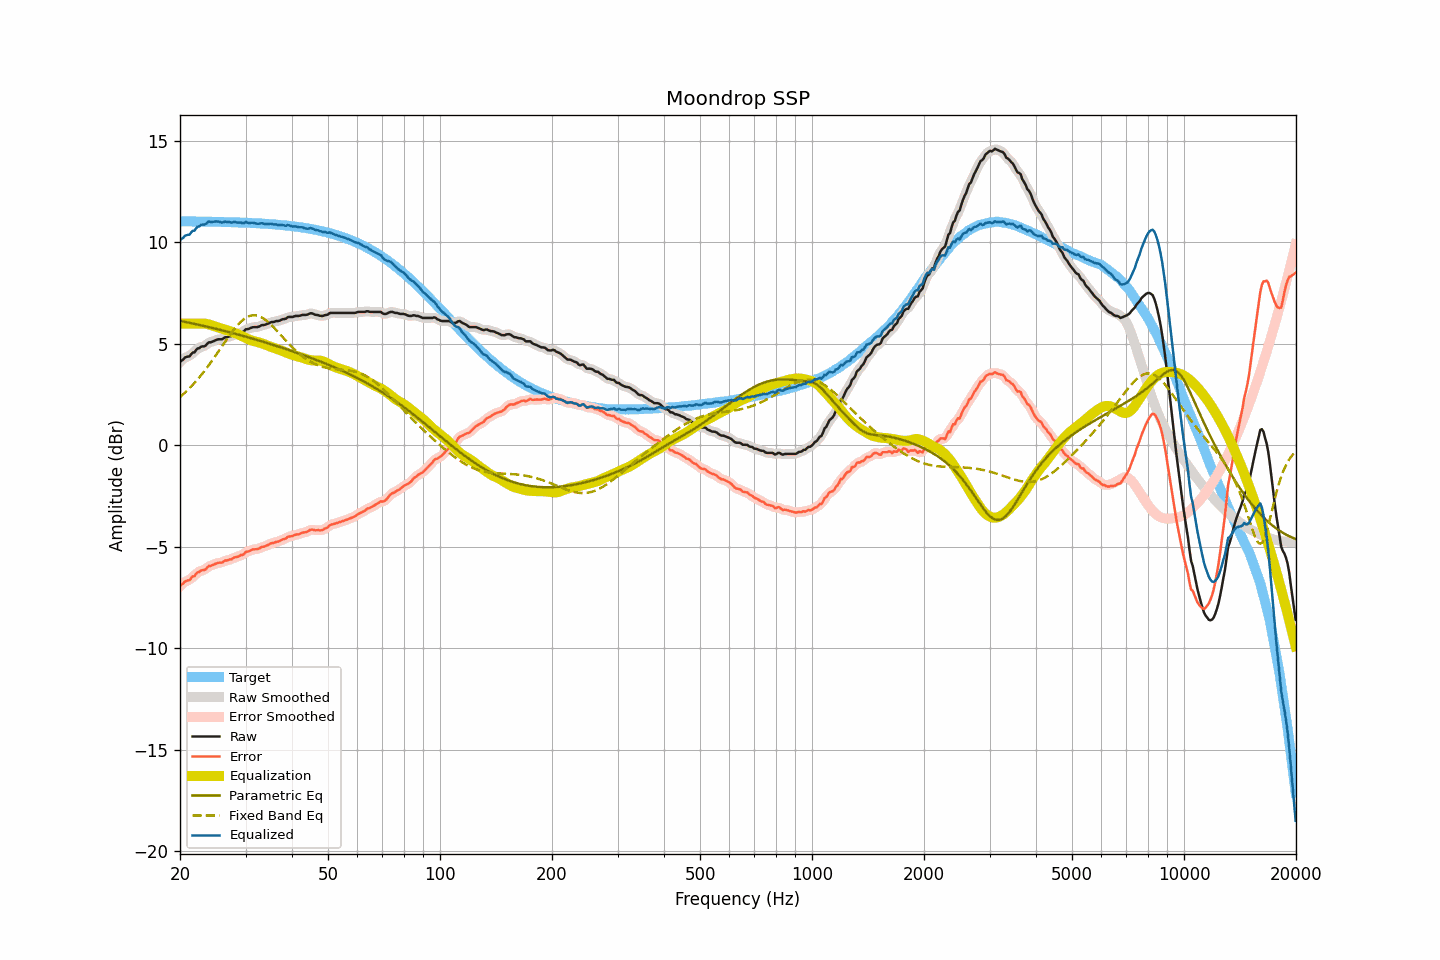 Moondrop SSP
Amplitude (dBr)
15
10
5
0
−5
−10
−15
−20
Target
Raw Smoothed
Error Smoothed
Raw
Error
Equalization
Parametric Eq
Fixed Band Eq
Equalized
20 50 100 200 500 1000 2000 5000 10000 20000
Frequency (Hz)